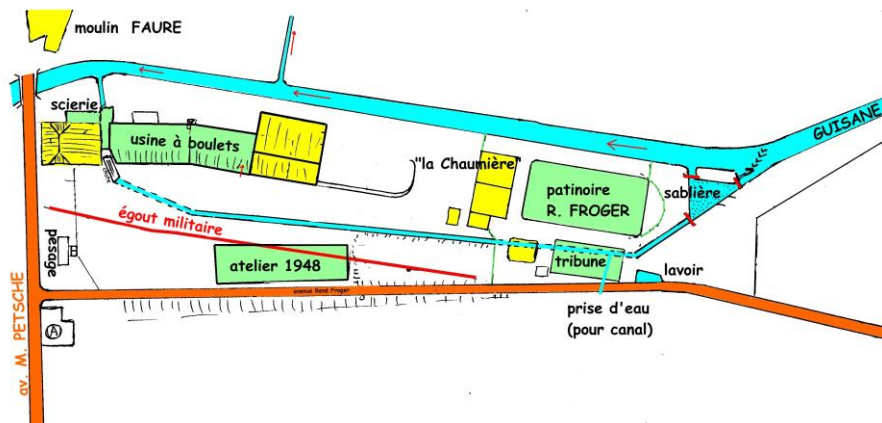 moulin FAURE
scierie
usine à boulets
GUISANE
"la Chaumière"
patinoire
R. FROGER
sablière
égout militaire
pesage
atelier 1948
tribune
lavoir
avenue René Froger
prise d'eau
(pour canal)
A
av. M. PETSCHE